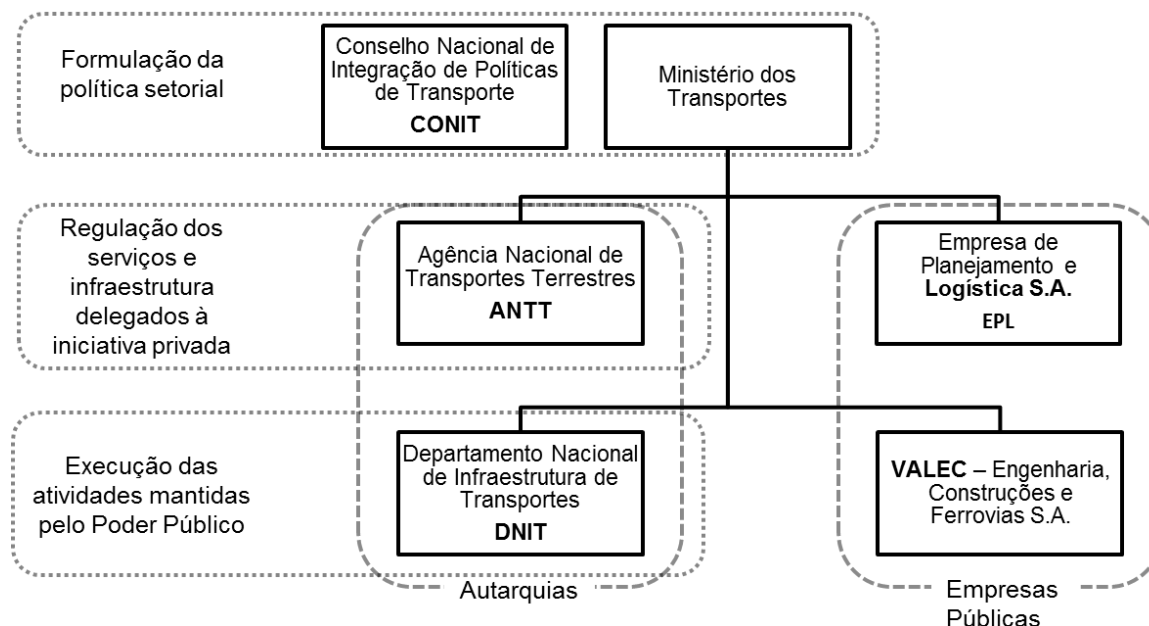 Formulação da
política setorial
Conselho Nacional de
Integração de Políticas
de Transporte
CONIT
Ministério dos
Transportes
Regulação dos
serviços e
infraestrutura
delegados à
iniciativa privada
Agência Nacional de
Transportes Terrestres
ANTT
Empresa de
Planejamento e
Logística S.A.
EPL
Execução das
atividades mantidas
pelo Poder Público
Departamento Nacional
de Infraestrutura de
Transportes
DNIT
VALEC – Engenharia,
Construções e
Ferrovias S.A.
Autarquias
Empresas
Públicas